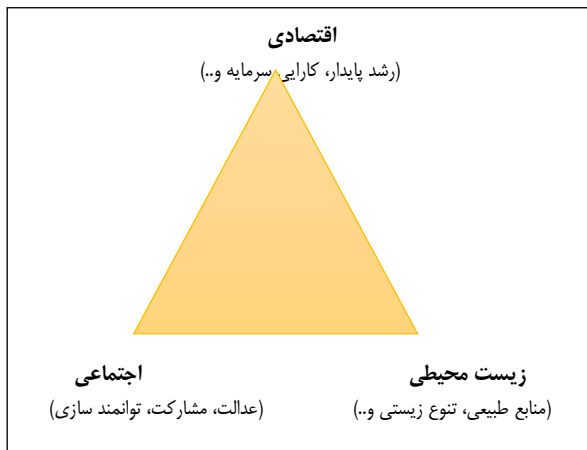 اقتصادی
(رشد پایدار، کارایی سرمایه و..)
زیست محیطی
(منابع طبیعی، تنوع زیستی و..)
اجتماعی
(عدالت، مشارکت، توانمند سازی)